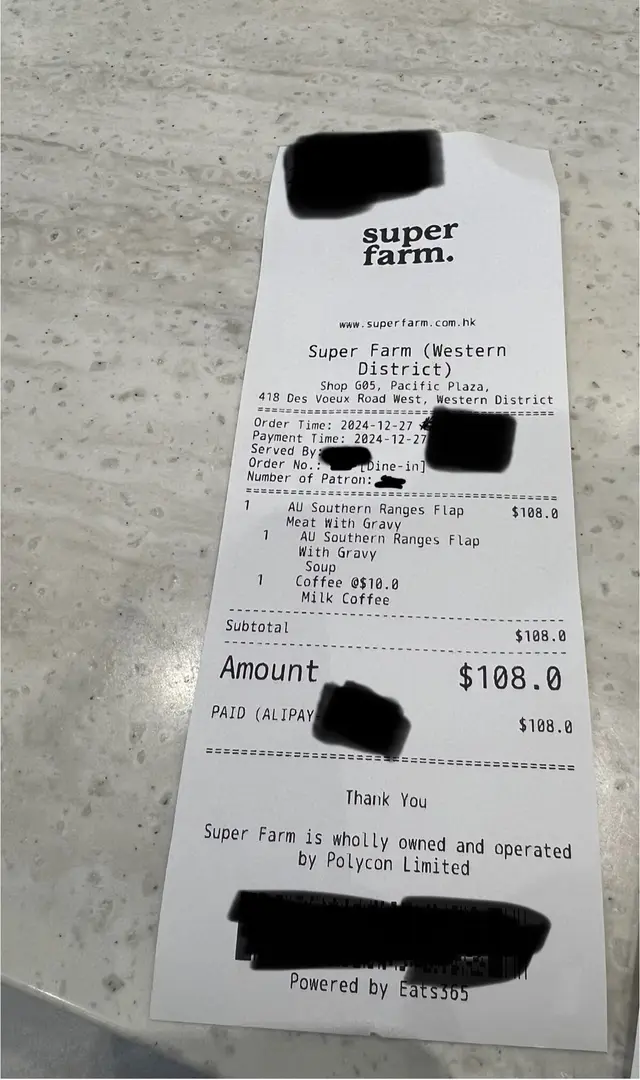 super
farm.
www.superfarm.com.hk
Super Farm (Western
District)
Shop G05, Pacific Plaza,
418 Des Voeux Road West, Western District
Order Time: 2024-12-27
Payment Time: 2024-12-27
Served By:
Order No.: [Dine-in]
Number of Patron:
1 AU Southern Ranges Flap $108.0
Meat With Gravy
1 AU Southern Ranges Flap
With Gravy
Soup
1 Coffee @$10.0
Milk Coffee
Subtotal $108.0
Amount $108.0
PAID (ALIPAY $108.0
Thank You
Super Farm is wholly owned and operated
by Polycon Limited
Powered by Eats365